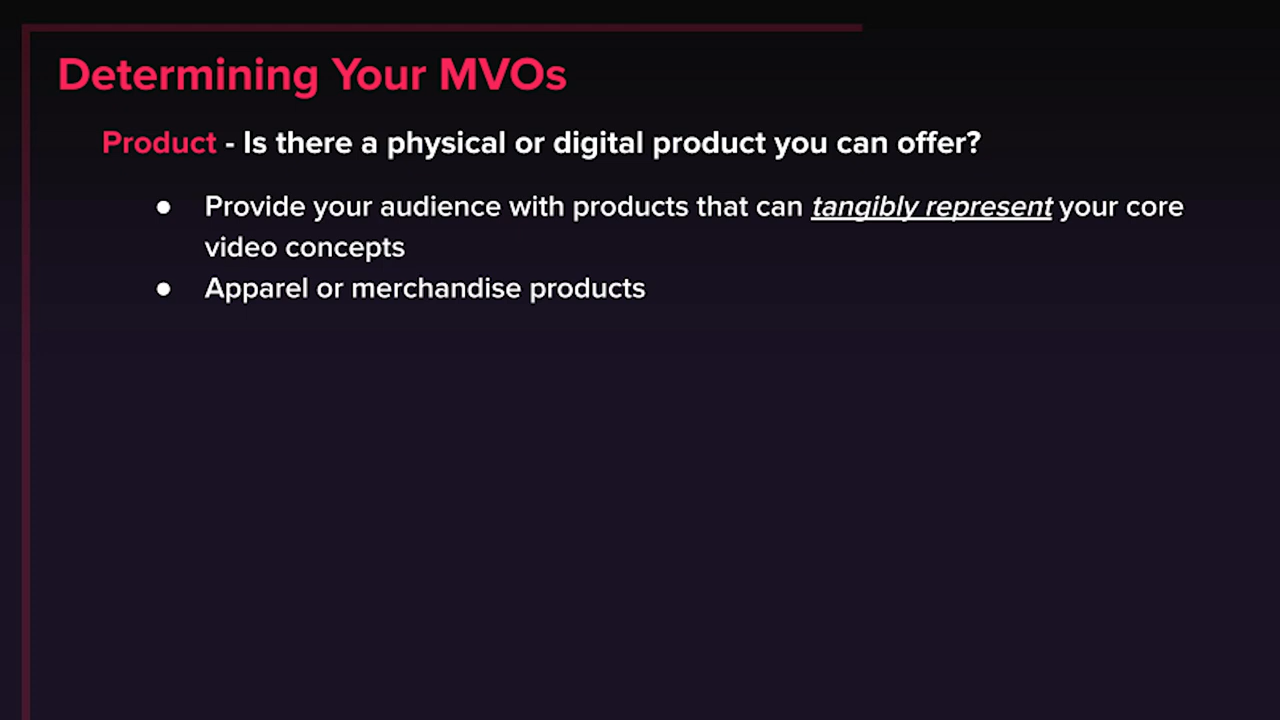 Determining Your MVOs
Product - Is there a physical or digital product you can offer?
● Provide your audience with products that can tangibly represent your core
video concepts
● Apparel or merchandise products